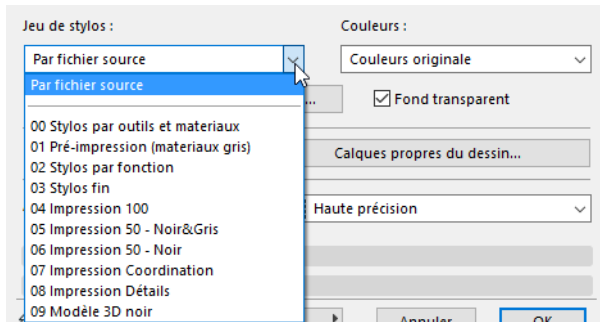 Jeu de stylos :
Couleurs :
Par fichier source
Couleurs originale
Par fichier source
...
Fond transparent
00 Stylos par outils et materiaux
01 Pré-impression (materiaux gris)
Calques propres du dessin...
02 Stylos par fonction
03 Stylos fin
04 Impression 100
Haute précision
05 Impression 50 - Noir&Gris
06 Impression 50 - Noir
07 Impression Coordination
08 Impression Détails
09 Modèle 3D noir
Annuler
OK